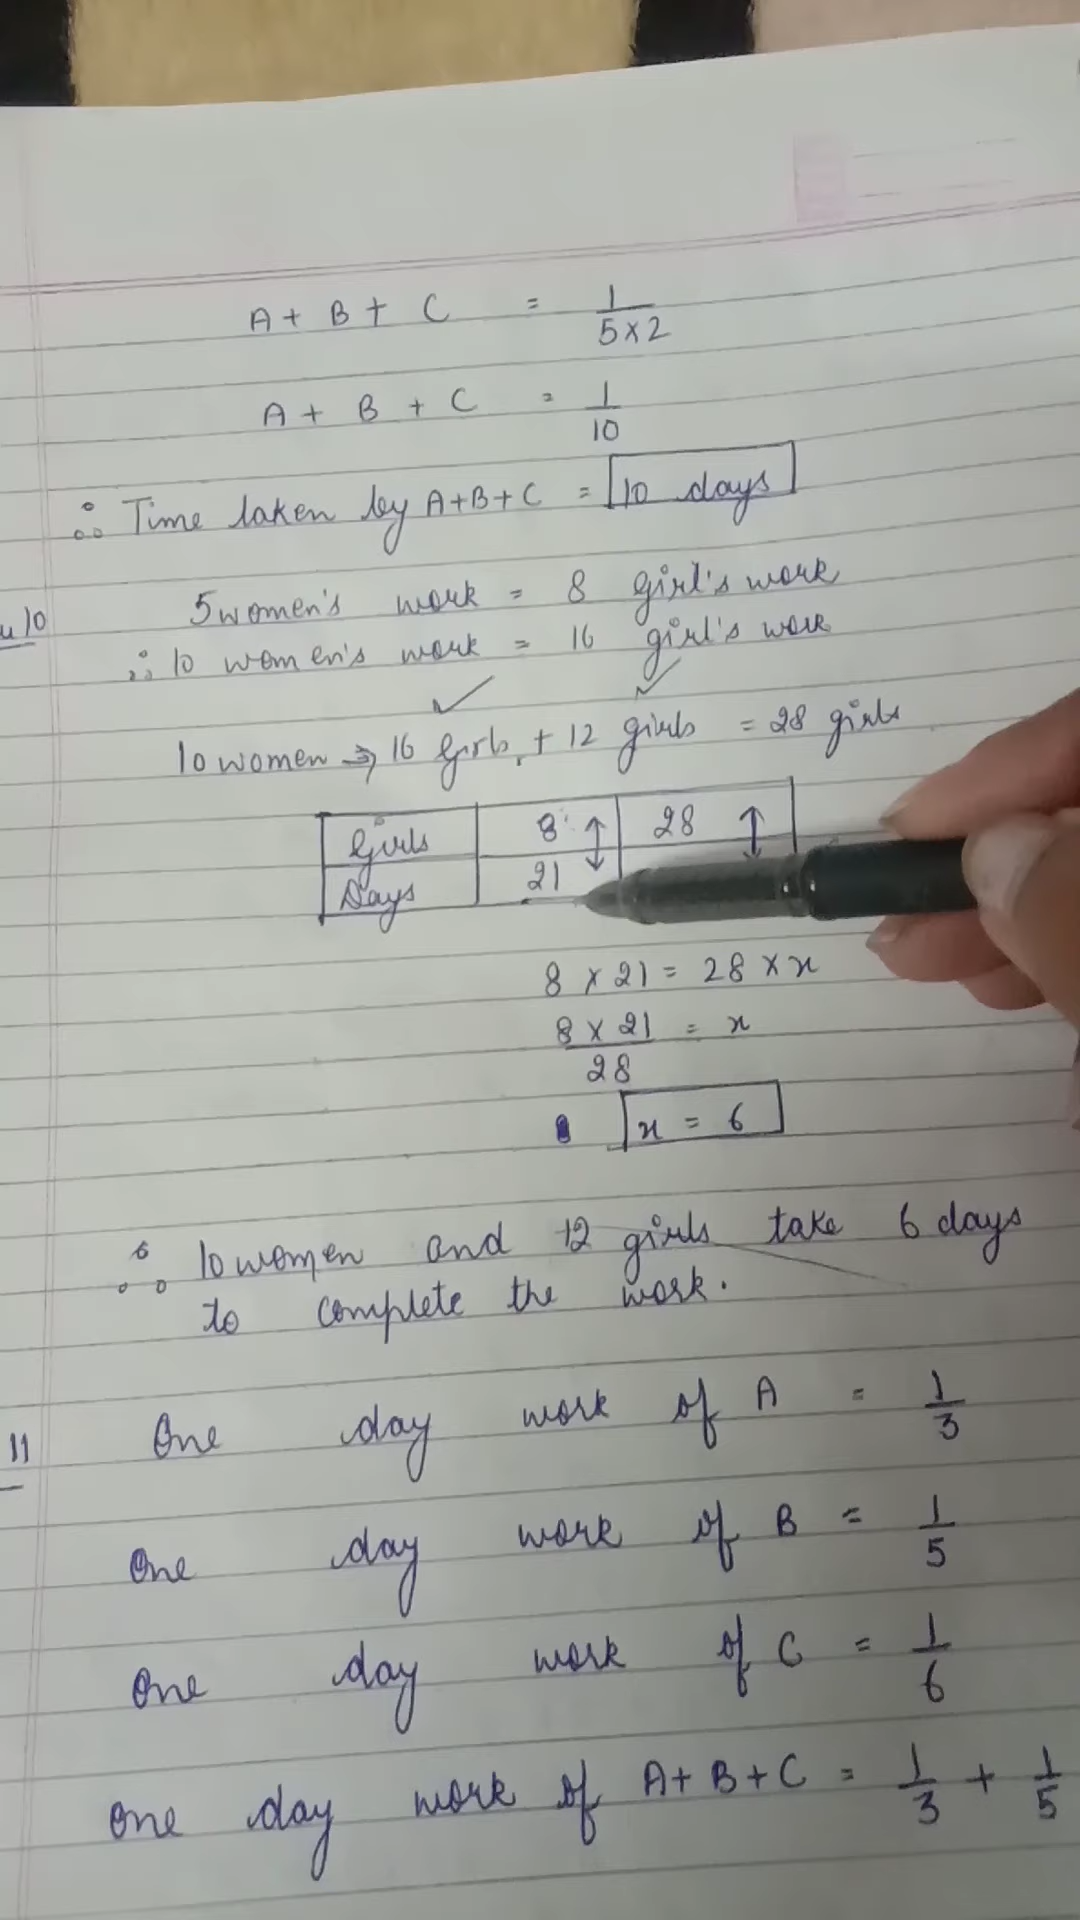 A + B + C = 1/5×2
A + B + C = 1/10
∴ Time taken by A+B+C = 10 days
10 5 women's work = 8 girl's work
∴ 10 women's work = 16 girl's work
10 women ⇒ 16 girls + 12 girls = 28 girls
Girls 8 ↕ 28 ↕
Days 21
8 × 21 = 28 × x
8 × 21/28 = x
x = 6
∴ 10 women and 12 girls take 6 days
to complete the work.
11 One day work of A = 1/3
One day work of B = 1/5
One day work of C = 1/6
One day work of A+B+C = 1/3 + 1/5